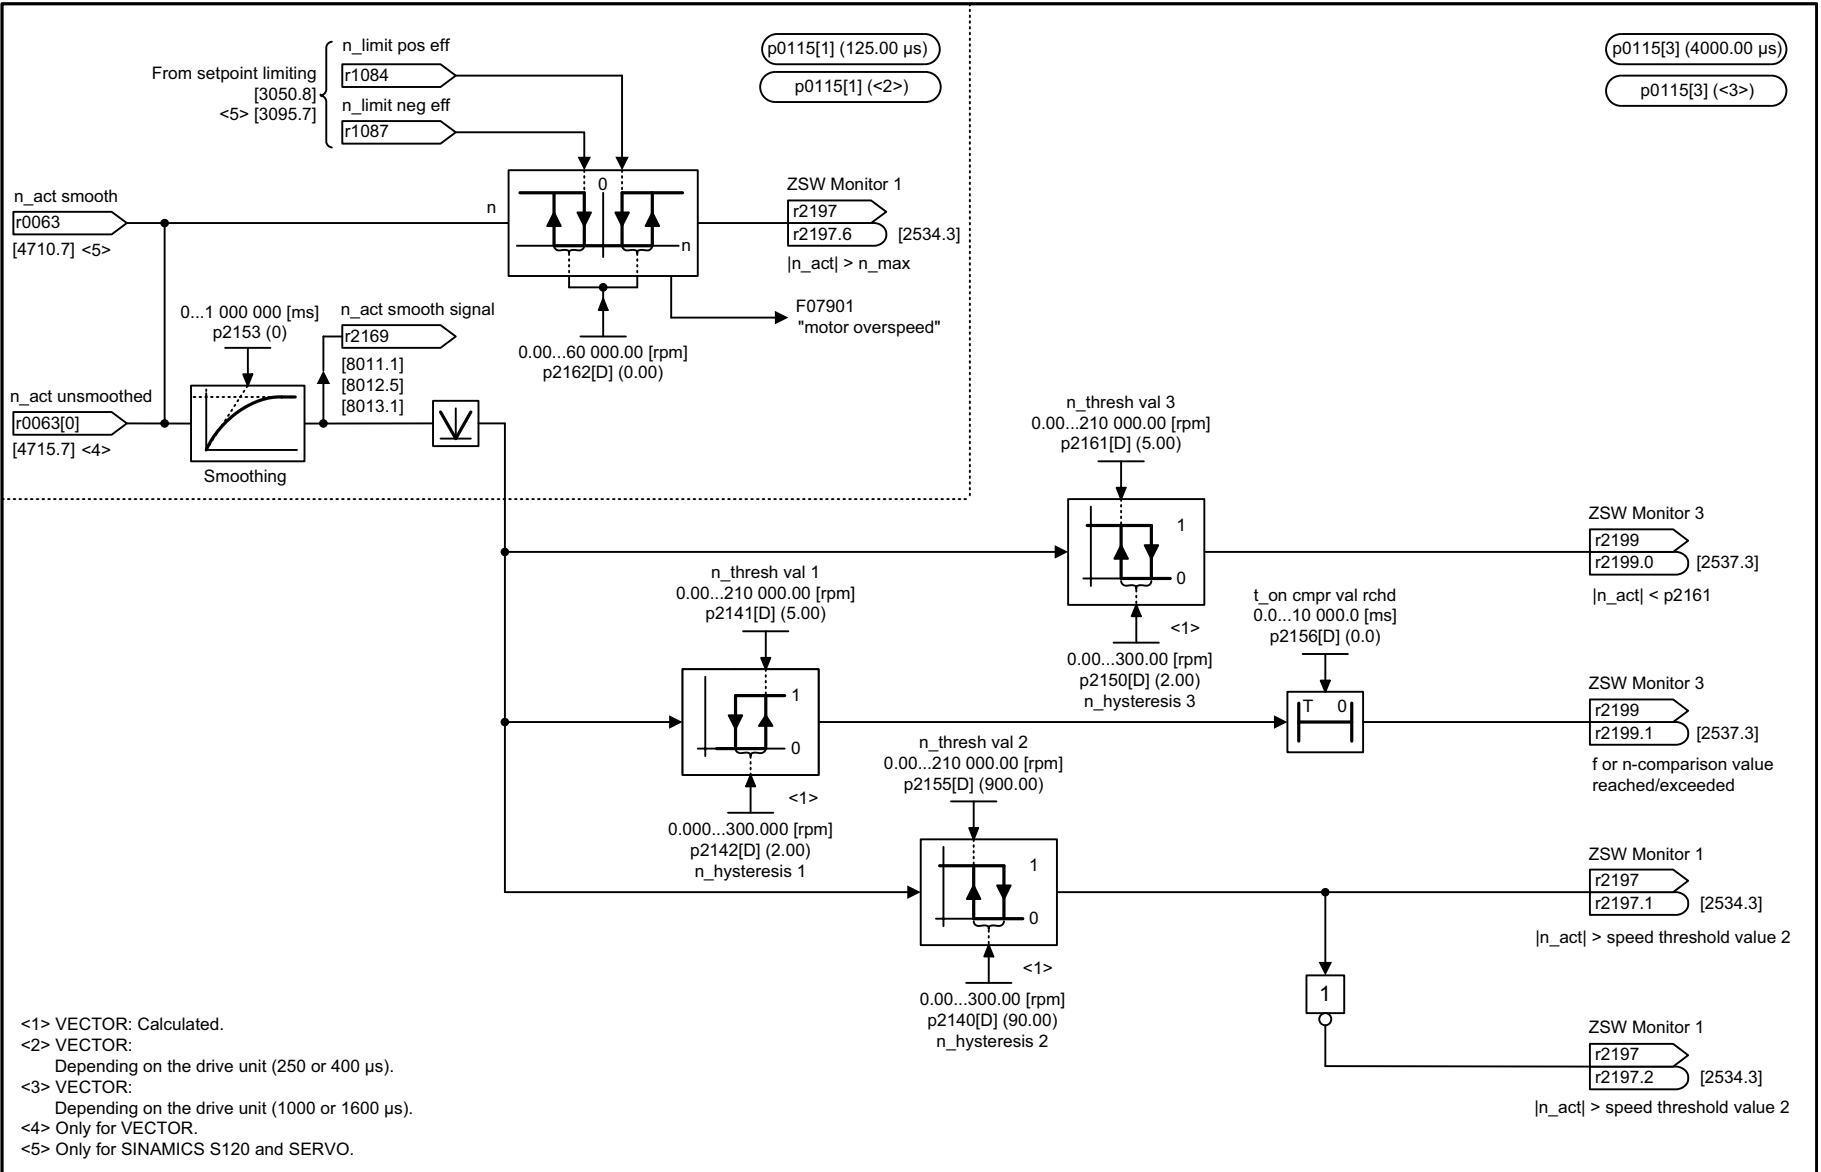 n_limit pos eff
r1084
From setpoint limiting
[3050.8]
<5> [3095.7]
n_limit neg eff
r1087
p0115[1] (125.00 µs)
p0115[1] (<2>)
p0115[3] (4000.00 µs)
p0115[3] (<3>)
n_act smooth
r0063
[4710.7] <5>
n
0
n
ZSW Monitor 1
r2197
r2197.6
[2534.3]
|n_act| > n_max
F07901
"motor overspeed"
0.00...60 000.00 [rpm]
p2162[D] (0.00)
0...1 000 000 [ms]
p2153 (0)
n_act smooth signal
r2169
[8011.1]
[8012.5]
[8013.1]
n_act unsmoothed
r0063[0]
[4715.7] <4>
Smoothing
n_thresh val 3
0.00...210 000.00 [rpm]
p2161[D] (5.00)
1
0
<1>
0.00...300.00 [rpm]
p2150[D] (2.00)
n_hysteresis 3
ZSW Monitor 3
r2199
r2199.0
[2537.3]
|n_act| < p2161
n_thresh val 1
0.00...210 000.00 [rpm]
p2141[D] (5.00)
1
0
<1>
0.000...300.000 [rpm]
p2142[D] (2.00)
n_hysteresis 1
t_on cmpr val rchd
0.0...10 000.0 [ms]
p2156[D] (0.0)
T 0
ZSW Monitor 3
r2199
r2199.1
[2537.3]
f or n-comparison value
reached/exceeded
n_thresh val 2
0.00...210 000.00 [rpm]
p2155[D] (900.00)
1
0
<1>
0.00...300.00 [rpm]
p2140[D] (90.00)
n_hysteresis 2
ZSW Monitor 1
r2197
r2197.1
[2534.3]
|n_act| > speed threshold value 2
1
ZSW Monitor 1
r2197
r2197.2
[2534.3]
|n_act| > speed threshold value 2
<1> VECTOR: Calculated.
<2> VECTOR:
Depending on the drive unit (250 or 400 µs).
<3> VECTOR:
Depending on the drive unit (1000 or 1600 µs).
<4> Only for VECTOR.
<5> Only for SINAMICS S120 and SERVO.